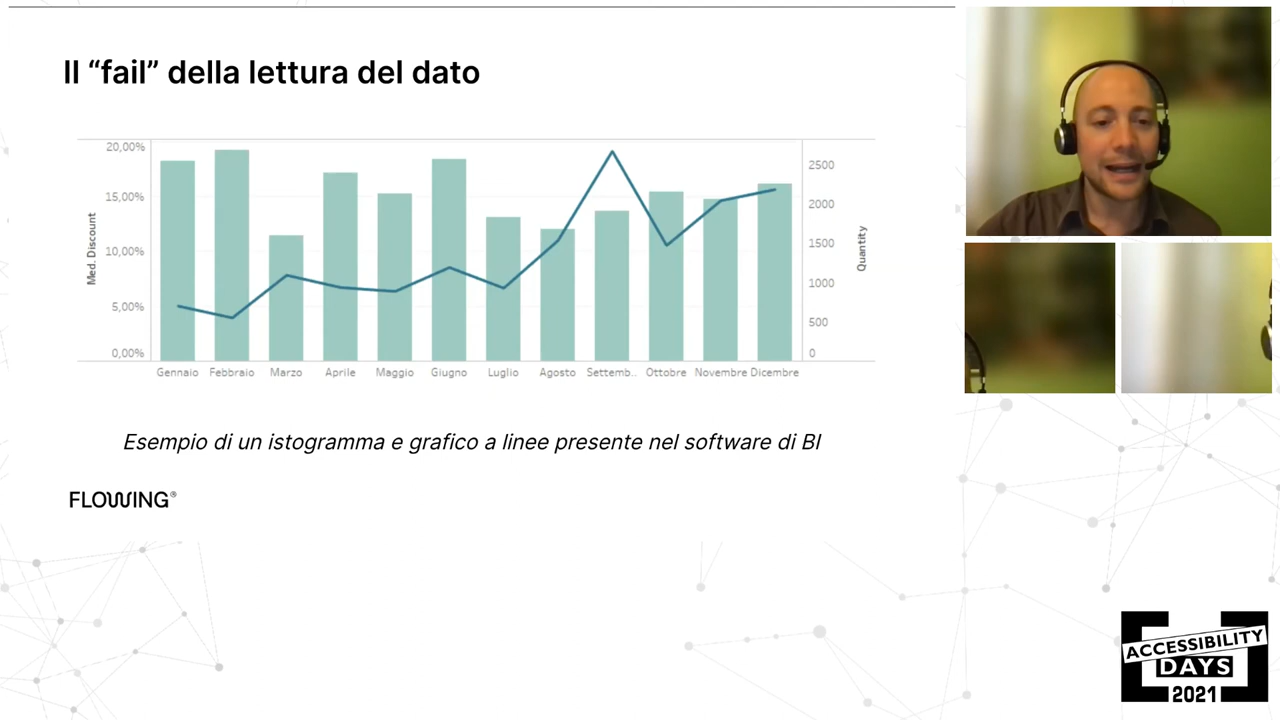 Il “fail” della lettura del dato
20,00%
15,00%
10,00%
5,00%
0,00%
Med. Discount
2500
2000
1500
1000
500
0
Quantity
Gennaio Febbraio Marzo Aprile Maggio Giugno Luglio Agosto Settemb.. Ottobre Novembre Dicembre
Esempio di un istogramma e grafico a linee presente nel software di BI
FLOWING®
ACCESSIBILITY
DAYS
2021